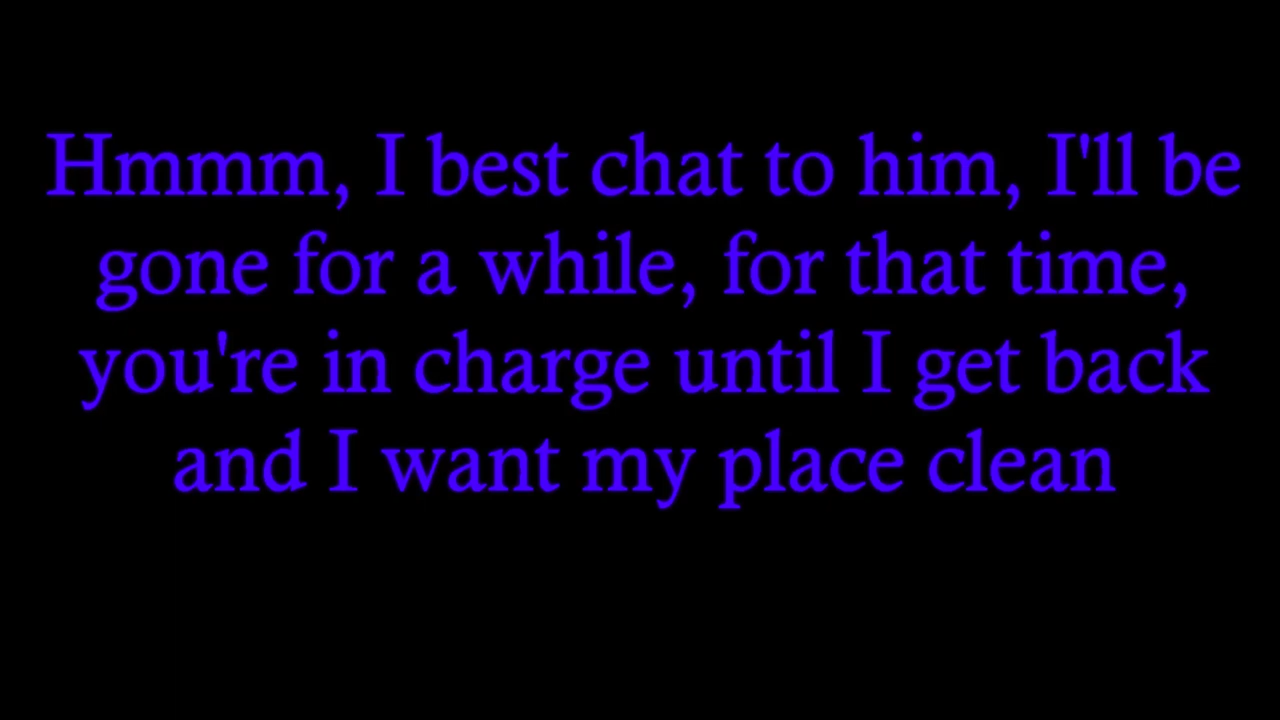 Hmmm, I best chat to him, I'll be
gone for a while, for that time,
you're in charge until I get back
and I want my place clean